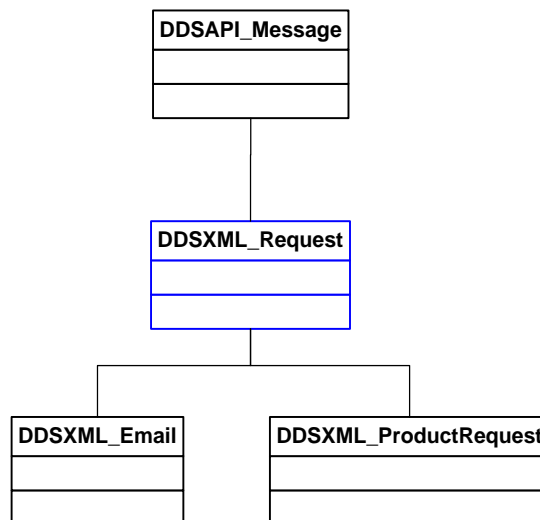 DDSAPI_Message
DDSXML_Request
DDSXML_Email
DDSXML_ProductRequest